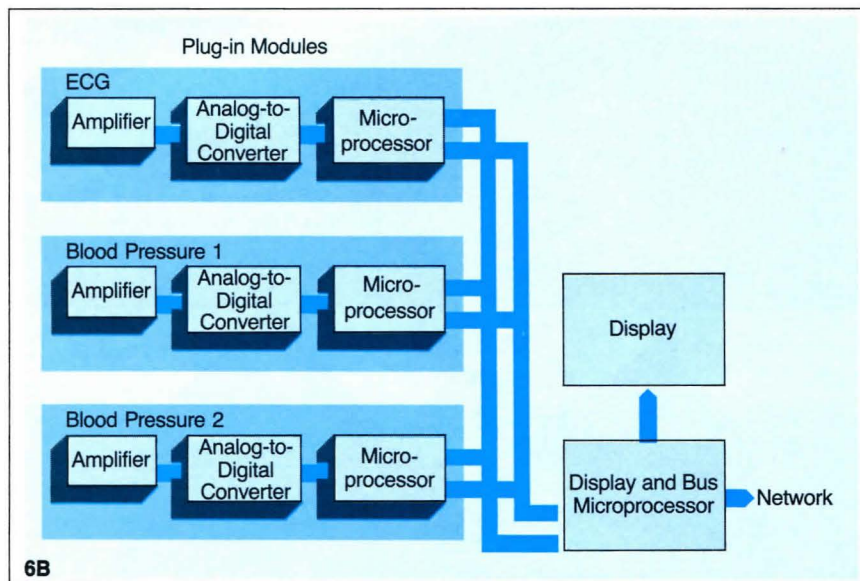 Plug-in Modules
ECG
Amplifier
Analog-to-
Digital
Converter
Micro-
processor
Blood Pressure 1
Amplifier
Analog-to-
Digital
Converter
Micro-
processor
Blood Pressure 2
Amplifier
Analog-to-
Digital
Converter
Micro-
processor
Display
Display and Bus
Microprocessor
Network
6B